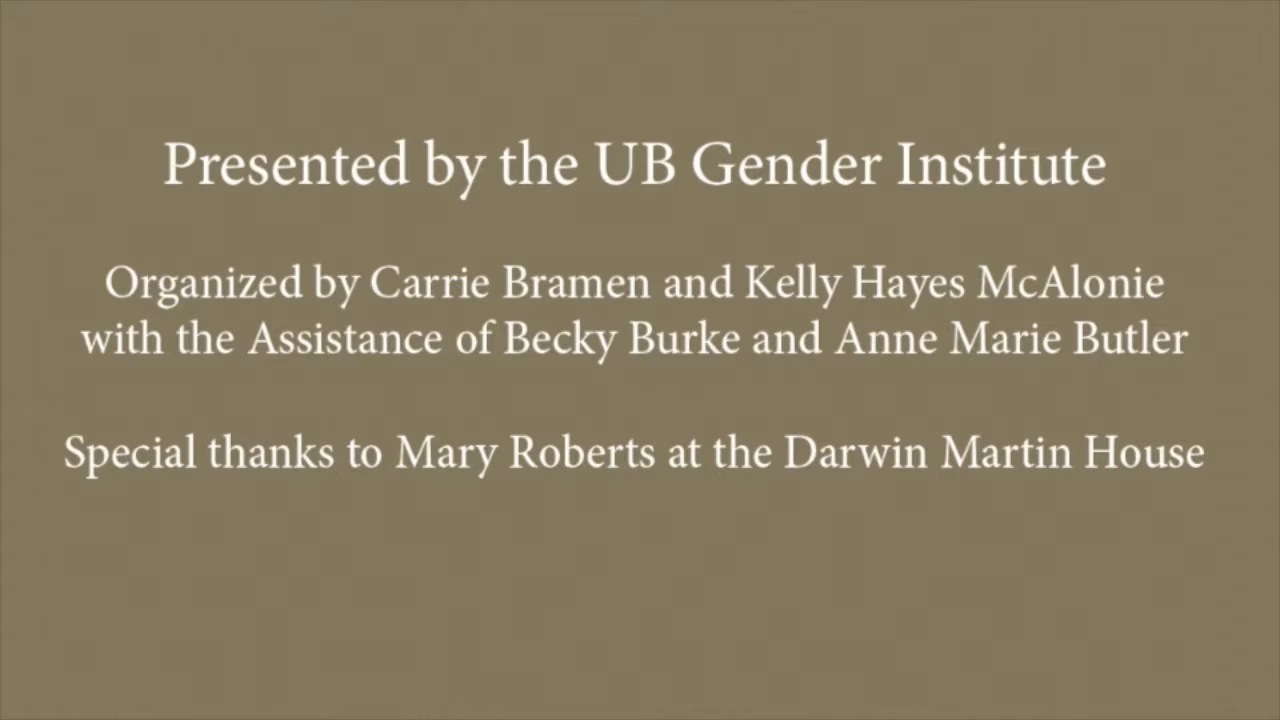 Presented by the UB Gender Institute
Organized by Carrie Bramen and Kelly Hayes McAlonie
with the Assistance of Becky Burke and Anne Marie Butler
Special thanks to Mary Roberts at the Darwin Martin House